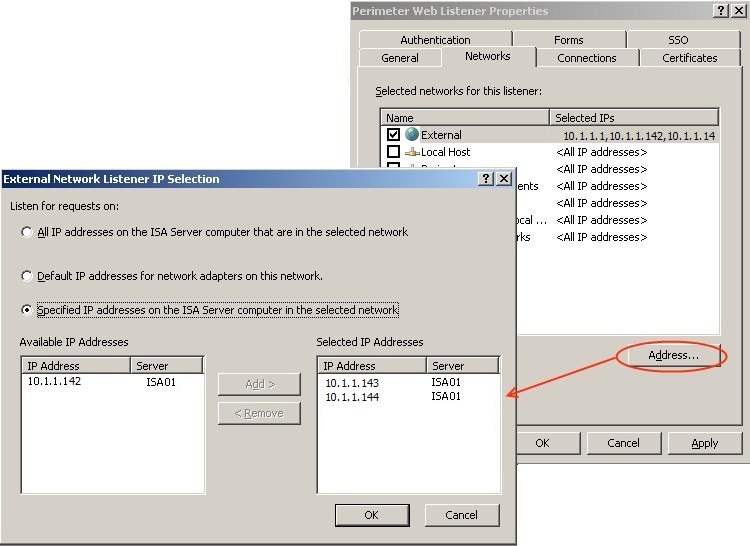 Perimeter Web Listener Properties
Authentication Forms SSO
General Networks Connections Certificates
Selected networks for this listener:
Name Selected IPs
External 10.1.1.1,10.1.1.142,10.1.1.14
Local Host <All IP addresses>
<All IP addresses>
ents <All IP addresses>
<All IP addresses>
ocal ... <All IP addresses>
rks <All IP addresses>
Address...
OK Cancel Apply
External Network Listener IP Selection
Listen for requests on:
All IP addresses on the ISA Server computer that are in the selected network
Default IP addresses for network adapters on this network.
Specified IP addresses on the ISA Server computer in the selected network
Available IP Addresses
IP Address Server
10.1.1.142 ISA01
Add >
< Remove
Selected IP Addresses
IP Address Server
10.1.1.143 ISA01
10.1.1.144 ISA01
OK Cancel